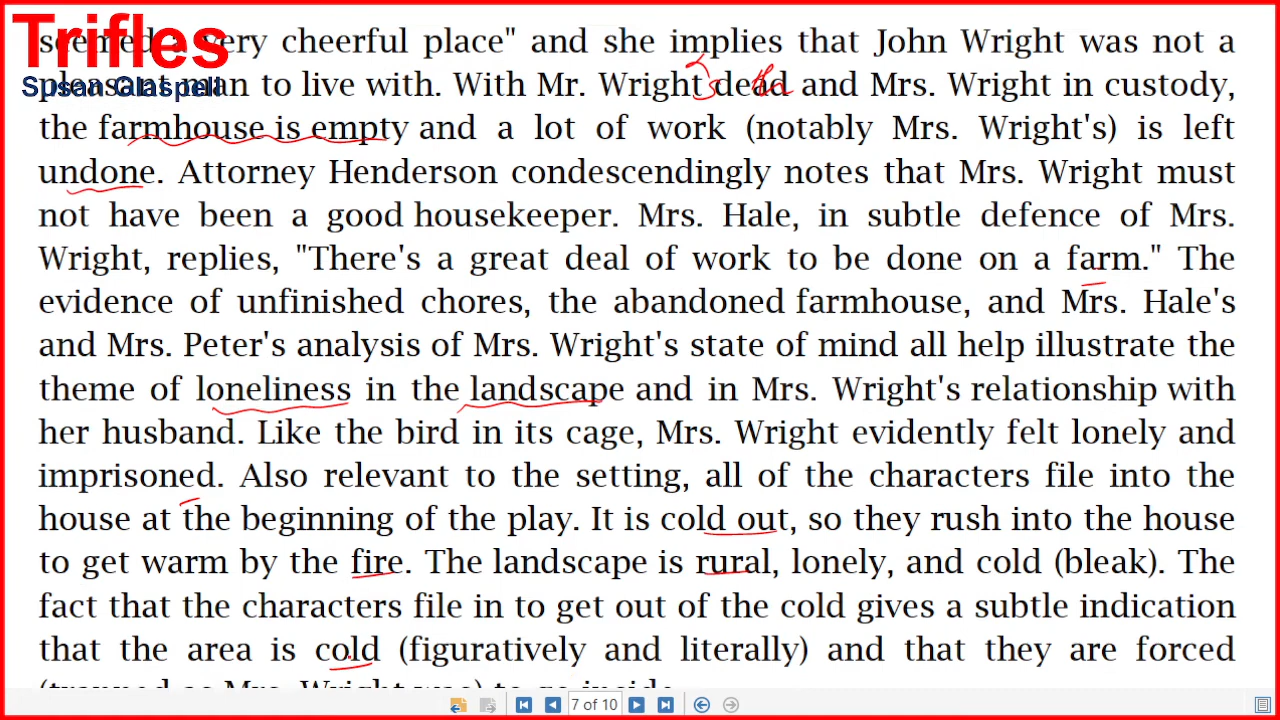 Trifles
seemed a very cheerful place" and she implies that John Wright was not a
Susan Glaspell
pleasant man to live with. With Mr. Wright's dead and Mrs. Wright in custody,
the farmhouse is empty and a lot of work (notably Mrs. Wright's) is left
undone. Attorney Henderson condescendingly notes that Mrs. Wright must
not have been a good housekeeper. Mrs. Hale, in subtle defence of Mrs.
Wright, replies, "There's a great deal of work to be done on a farm." The
evidence of unfinished chores, the abandoned farmhouse, and Mrs. Hale's
and Mrs. Peter's analysis of Mrs. Wright's state of mind all help illustrate the
theme of loneliness in the landscape and in Mrs. Wright's relationship with
her husband. Like the bird in its cage, Mrs. Wright evidently felt lonely and
imprisoned. Also relevant to the setting, all of the characters file into the
house at the beginning of the play. It is cold out, so they rush into the house
to get warm by the fire. The landscape is rural, lonely, and cold (bleak). The
fact that the characters file in to get out of the cold gives a subtle indication
that the area is cold (figuratively and literally) and that they are forced
(trapped as Mrs. Wright was) to go inside.
7 of 10